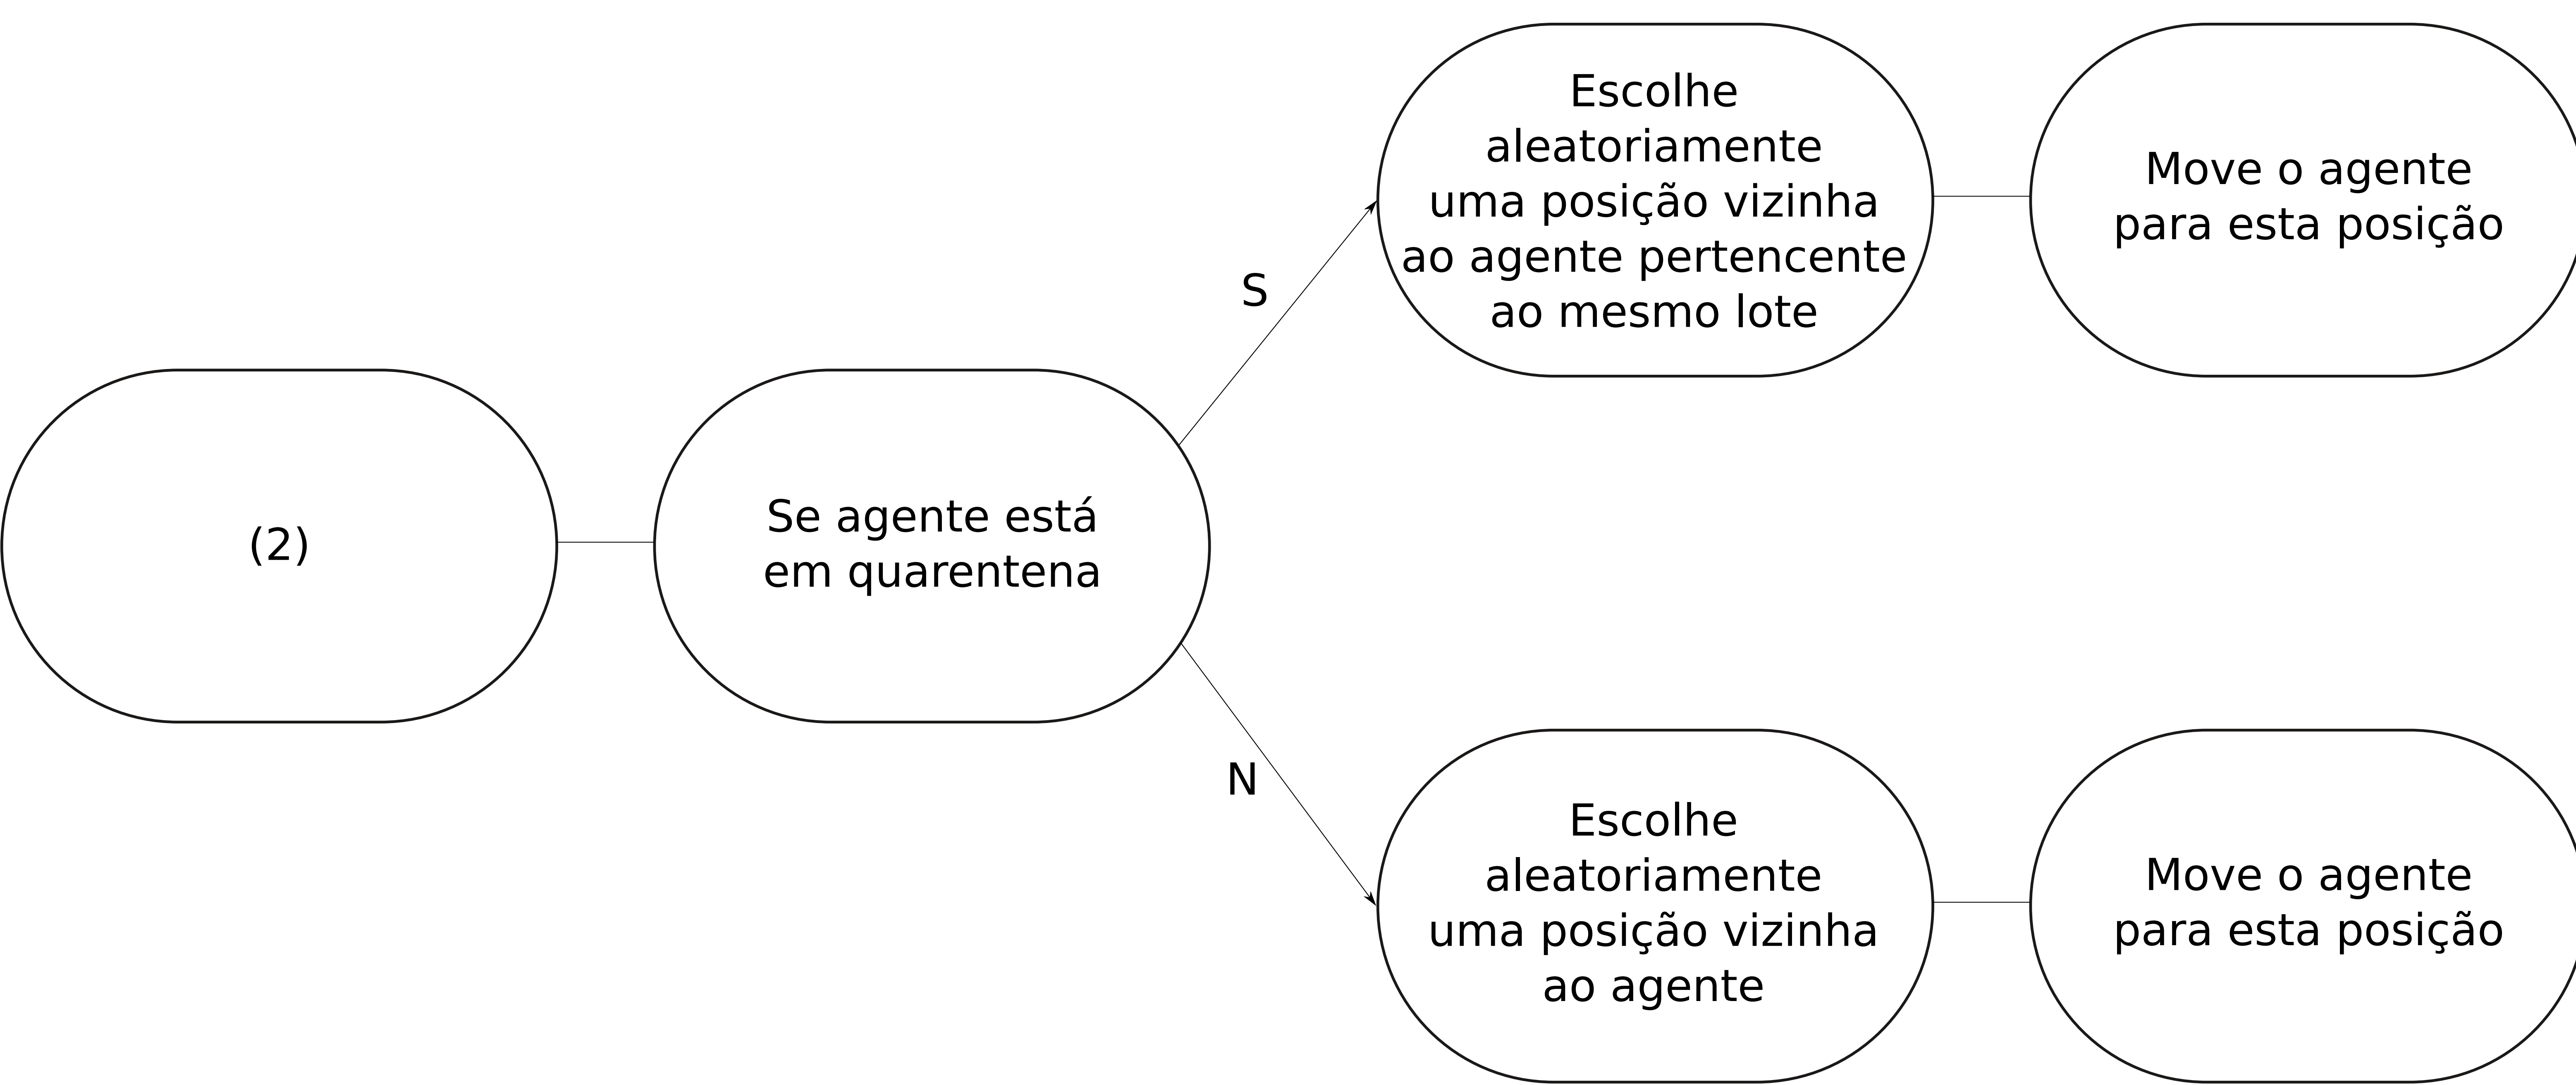 (2)
Se agente está
em quarentena
S
Escolhe
aleatoriamente
uma posição vizinha
ao agente pertencente
ao mesmo lote
Move o agente
para esta posição
N
Escolhe
aleatoriamente
uma posição vizinha
ao agente
Move o agente
para esta posição